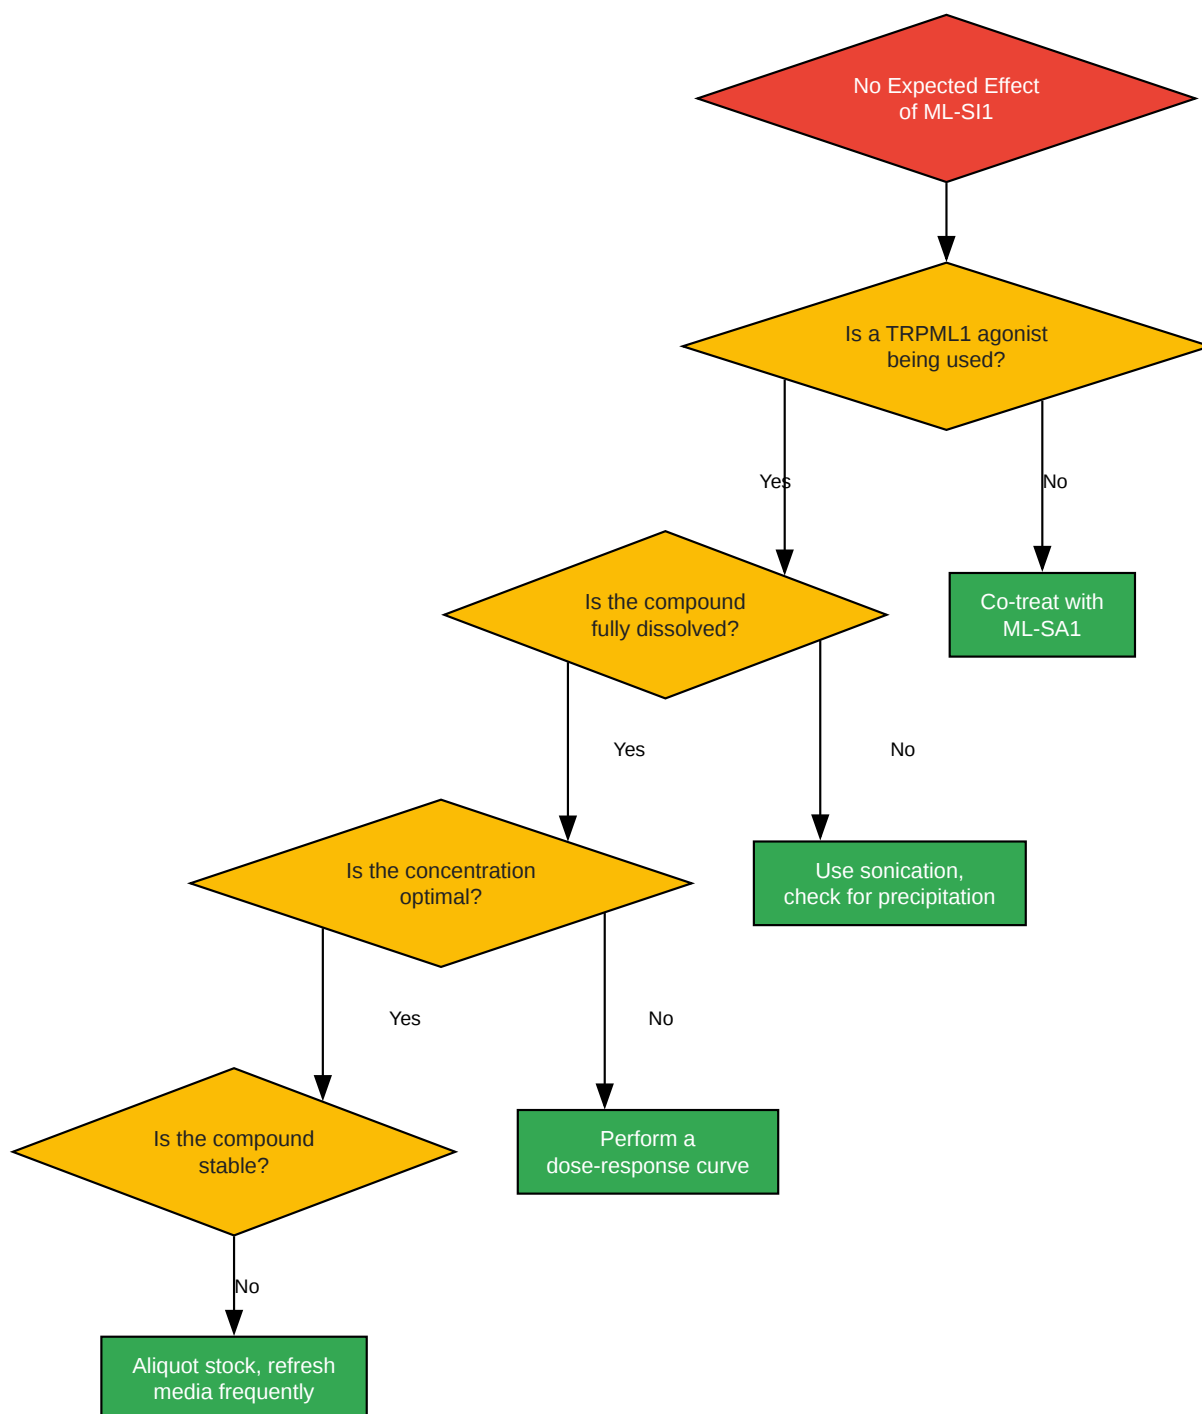 No Expected Effect
of ML-SI1
Is a TRPML1 agonist
being used?
Yes
No
Is the compound
fully dissolved?
Co-treat with
ML-SA1
Yes
No
Is the concentration
optimal?
Use sonication,
check for precipitation
Yes
No
Is the compound
stable?
Perform a
dose-response curve
No
Aliquot stock, refresh
media frequently